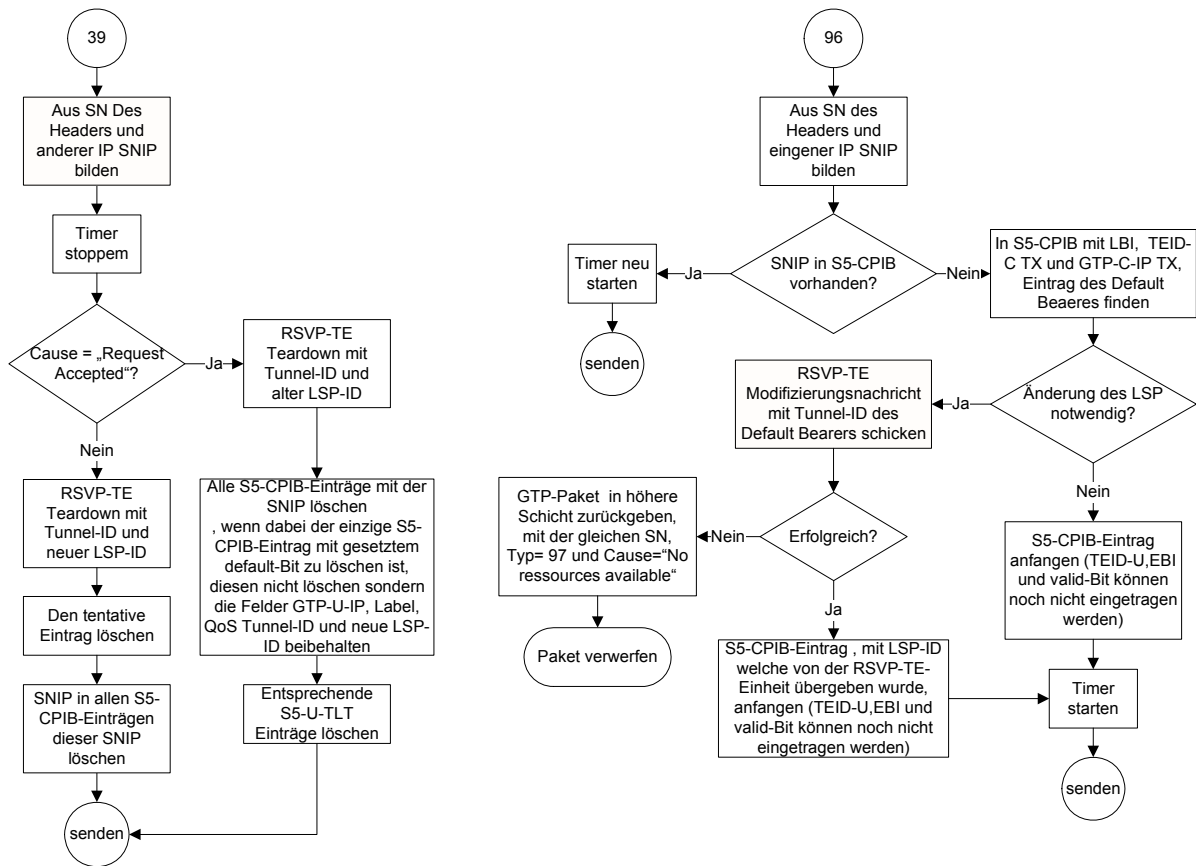 39
Aus SN Des
Headers und
anderer IP SNIP
bilden
Timer
stoppem
Cause = „Request
Accepted“?
Ja
RSVP-TE
Teardown mit
Tunnel-ID und
alter LSP-ID
Nein
RSVP-TE
Teardown mit
Tunnel-ID und
neuer LSP-ID
Den tentative
Eintrag löschen
SNIP in allen S5-
CPIB-Einträgen
dieser SNIP
löschen
Alle S5-CPIB-Einträge mit der
SNIP löschen
, wenn dabei der einzige S5-
CPIB-Eintrag mit gesetztem
default-Bit zu löschen ist,
diesen nicht löschen sondern
die Felder GTP-U-IP, Label,
QoS Tunnel-ID und neue LSP-
ID beibehalten
Entsprechende
S5-U-TLT
Einträge löschen
senden
96
Aus SN des
Headers und
eingener IP SNIP
bilden
SNIP in S5-CPIB
vorhanden?
Ja
Timer neu
starten
senden
Nein
In S5-CPIB mit LBI, TEID-
C TX und GTP-C-IP TX,
Eintrag des Default
Beaeres finden
Änderung des LSP
notwendig?
Ja
RSVP-TE
Modifizierungsnachricht
mit Tunnel-ID des
Default Bearers schicken
Erfolgreich?
Nein
GTP-Paket in höhere
Schicht zurückgeben,
mit der gleichen SN,
Typ= 97 und Cause=“No
ressources available“
Paket verwerfen
Ja
S5-CPIB-Eintrag , mit LSP-ID
welche von der RSVP-TE-
Einheit übergeben wurde,
anfangen (TEID-U,EBI und
valid-Bit können noch nicht
eingetragen werden)
Nein
S5-CPIB-Eintrag
anfangen (TEID-U,EBI
und valid-Bit können
noch nicht eingetragen
werden)
Timer
starten
senden